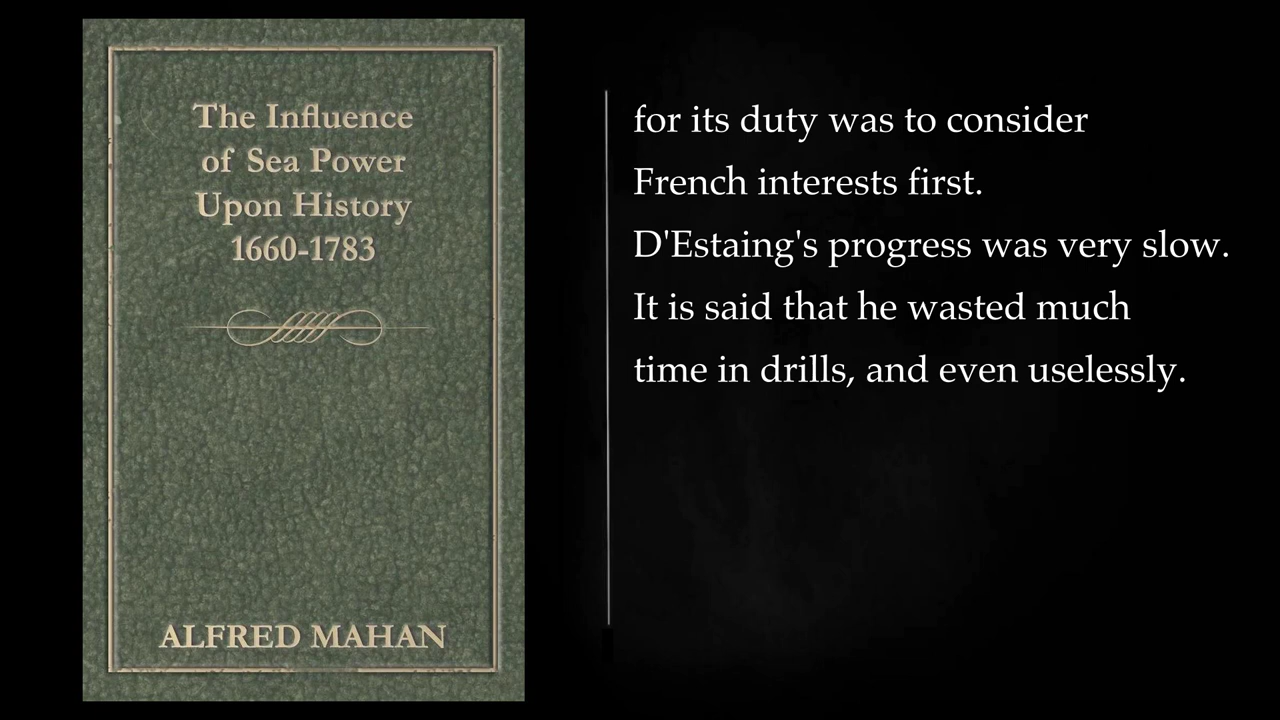 The Influence
of Sea Power
Upon History
1660-1783
ALFRED MAHAN
for its duty was to consider
French interests first.
D'Estaing's progress was very slow.
It is said that he wasted much
time in drills, and even uselessly.